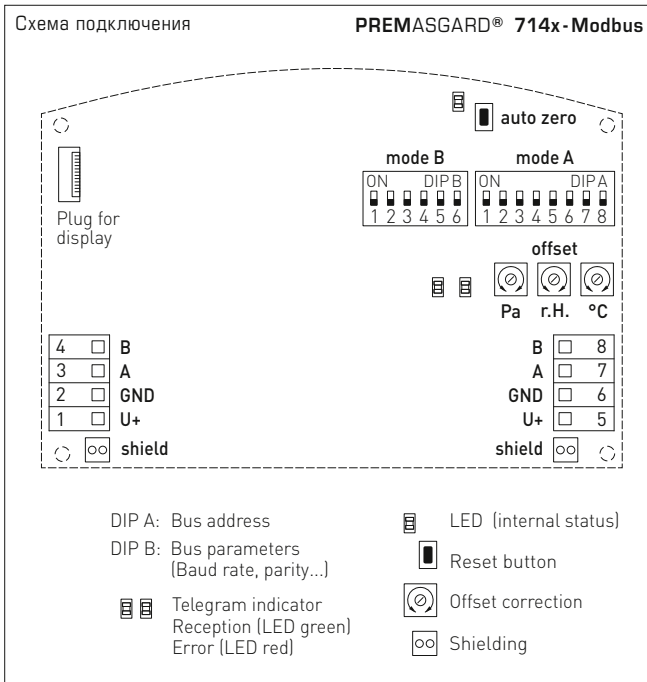 Схема подключения
PREMASGARD® 714x-Modbus
auto zero
mode B
mode A
ON DIP B
ON DIP A
1 2 3 4 5 6
1 2 3 4 5 6 7 8
Plug for
display
offset
Pa r.H. °C
4 B
3 A
2 GND
1 U+
shield
B 8
A 7
GND 6
U+ 5
shield
DIP A: Bus address
DIP B: Bus parameters
(Baud rate, parity...)
Telegram indicator
Reception (LED green)
Error (LED red)
LED (internal status)
Reset button
Offset correction
Shielding